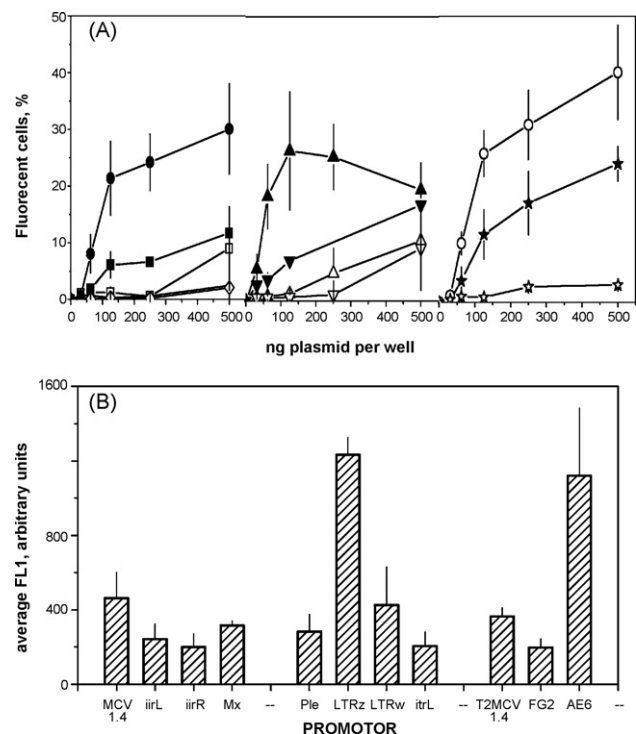 (A)
Fluorecent cells, %
50
40
30
20
10
0
0 100 200 300 400 500
0 100 200 300 400 500
0 100 200 300 400 500
ng plasmid per well
(B)
average FL1, arbitrary units
1600
800
400
0
MCV 1.4 iirL iirR Mx -- Ple LTRz LTRw itrL -- T2MCV 1.4 FG2 AE6 --
PROMOTOR